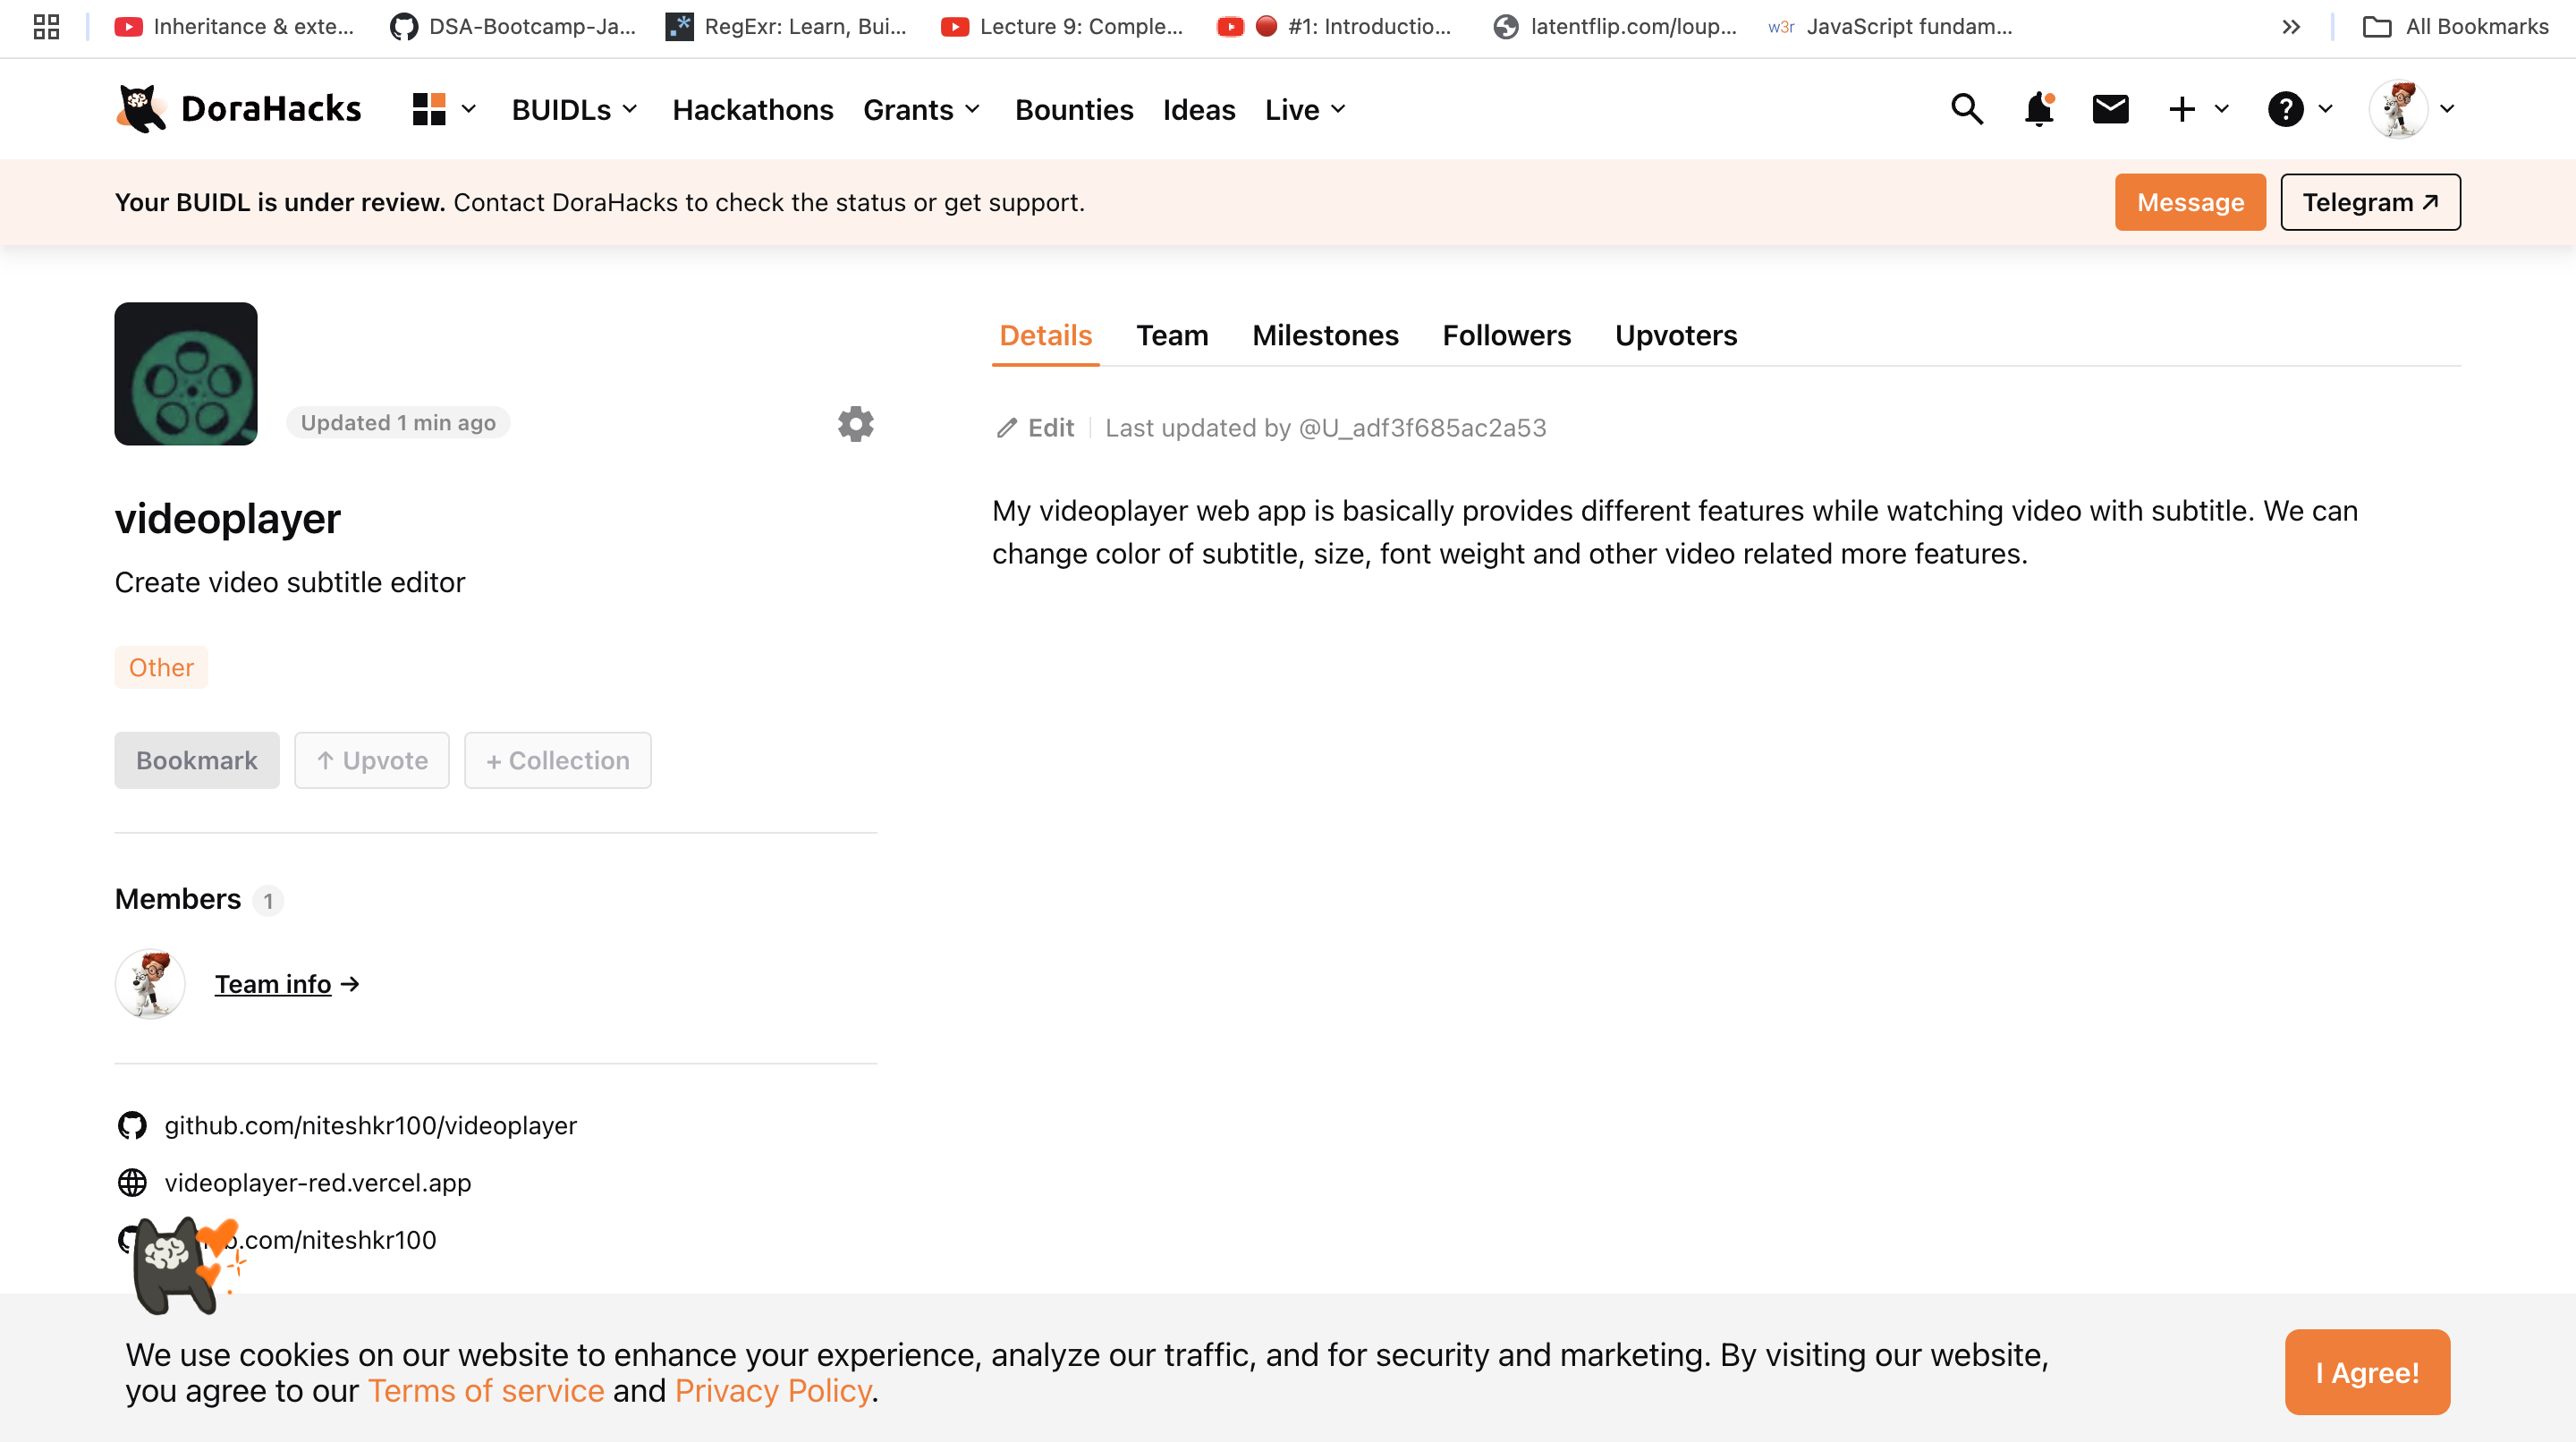 Inheritance & exte... DSA-Bootcamp-Ja... RegExr: Learn, Bui... Lecture 9: Comple... #1: Introductio... latentflip.com/loup... w3r JavaScript fundam... All Bookmarks
DoraHacks BUIDLs Hackathons Grants Bounties Ideas Live
Your BUIDL is under review. Contact DoraHacks to check the status or get support. Message Telegram
Updated 1 min ago
videoplayer
Create video subtitle editor
Other
Bookmark Upvote + Collection
Members 1
Team info
github.com/niteshkr100/videoplayer
videoplayer-red.vercel.app
b.com/niteshkr100
Details Team Milestones Followers Upvoters
Edit Last updated by @U_adf3f685ac2a53
My videoplayer web app is basically provides different features while watching video with subtitle. We can
change color of subtitle, size, font weight and other video related more features.
We use cookies on our website to enhance your experience, analyze our traffic, and for security and marketing. By visiting our website,
you agree to our Terms of service and Privacy Policy.
I Agree!